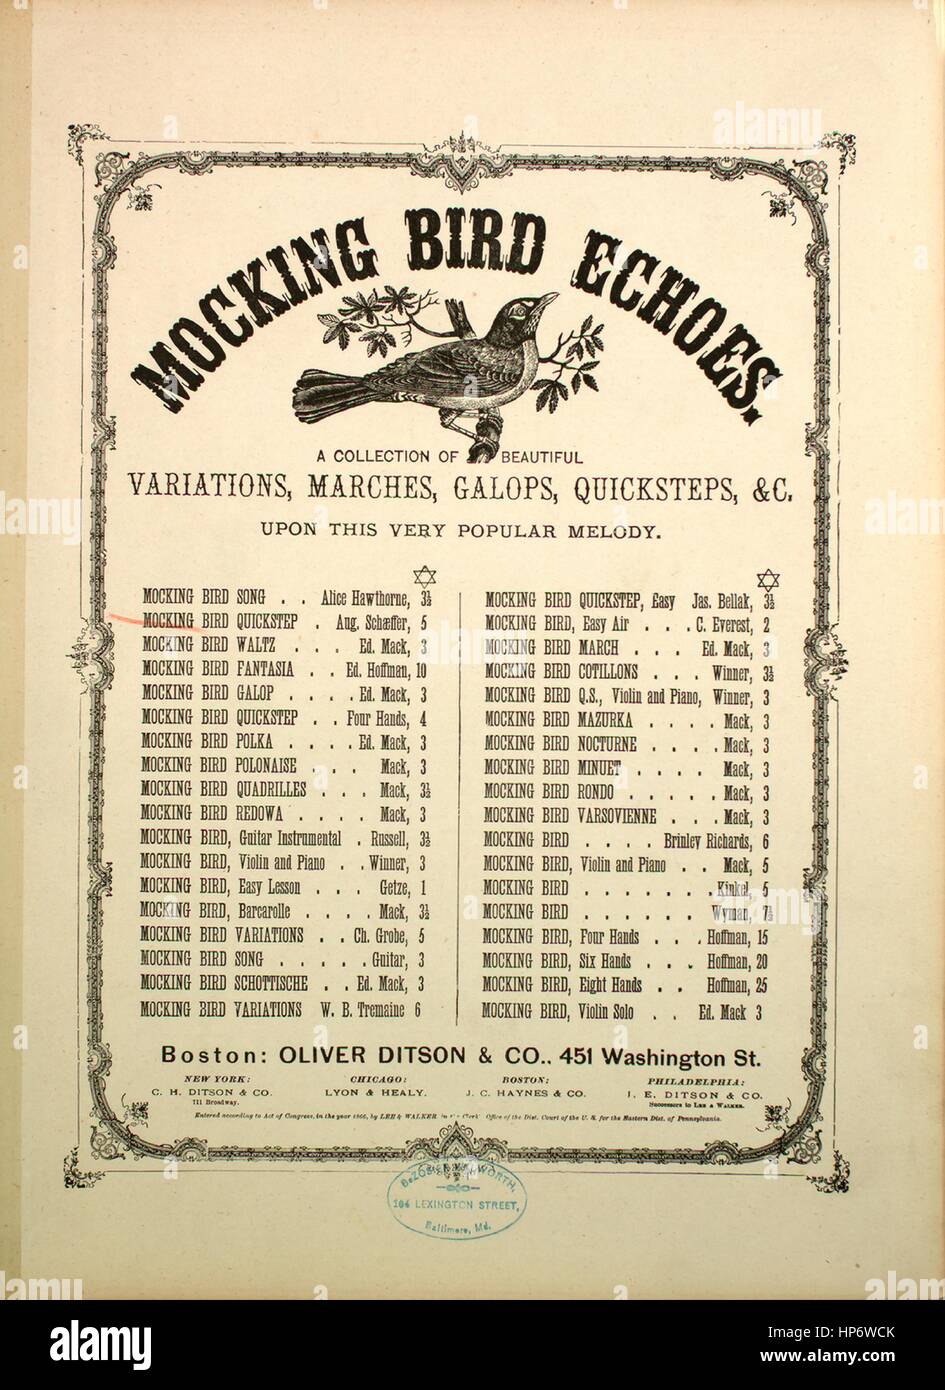 MOCKING BIRD ECHOES.
A COLLECTION OF BEAUTIFUL
VARIATIONS, MARCHES, GALOPS, QUICKSTEPS, &C.
UPON THIS VERY POPULAR MELODY.
MOCKING BIRD SONG . . Alice Hawthorne, 3½
MOCKING BIRD QUICKSTEP . Aug. Schæffer, 5
MOCKING BIRD WALTZ . . . Ed. Mack, 3
MOCKING BIRD FANTASIA . . Ed. Hoffman, 10
MOCKING BIRD GALOP . . . . Ed. Mack, 3
MOCKING BIRD QUICKSTEP . . Four Hands, 4
MOCKING BIRD POLKA . . . . Ed. Mack, 3
MOCKING BIRD POLONAISE . . . Mack, 3
MOCKING BIRD QUADRILLES . . . Mack, 3½
MOCKING BIRD REDOWA . . . . Mack, 3
MOCKING BIRD, Guitar Instrumental . Russell, 3½
MOCKING BIRD, Violin and Piano . . Winner, 3
MOCKING BIRD, Easy Lesson . . . Getze, 1
MOCKING BIRD, Barcarolle . . . . Mack, 3½
MOCKING BIRD VARIATIONS . . Ch. Grobe, 5
MOCKING BIRD SONG . . . . . Guitar, 3
MOCKING BIRD SCHOTTISCHE . . Ed. Mack, 3
MOCKING BIRD VARIATIONS W. B. Tremaine 6
MOCKING BIRD QUICKSTEP, Easy Jas. Bellak, 3½
MOCKING BIRD, Easy Air . . . C. Everest, 2
MOCKING BIRD MARCH . . . Ed. Mack, 3
MOCKING BIRD COTILLONS . . . Winner, 3½
MOCKING BIRD Q.S., Violin and Piano, Winner, 3
MOCKING BIRD MAZURKA . . . . Mack, 3
MOCKING BIRD NOCTURNE . . . . Mack, 3
MOCKING BIRD MINUET . . . . Mack, 3
MOCKING BIRD RONDO . . . . . Mack, 3
MOCKING BIRD VARSOVIENNE . . . Mack, 3
MOCKING BIRD . . . . Brinley Richards, 6
MOCKING BIRD, Violin and Piano . . Mack, 5
MOCKING BIRD . . . . . . . Kinkel, 5
MOCKING BIRD . . . . . . Wyman, 7½
MOCKING BIRD, Four Hands . . . Hoffman, 15
MOCKING BIRD, Six Hands . . . Hoffman, 20
MOCKING BIRD, Eight Hands . . Hoffman, 25
MOCKING BIRD, Violin Solo . . Ed. Mack 3
Boston: OLIVER DITSON & CO., 451 Washington St.
NEW YORK: CHICAGO: BOSTON: PHILADELPHIA:
C. H. DITSON & CO. LYON & HEALY. J. C. HAYNES & CO. J. E. DITSON & CO.
711 Broadway. Successors to LEE & WALKER.
Entered according to Act of Congress, in the year 1866, by LEE & WALKER in the Clerk's Office of the Dist. Court of the U. S. for the Eastern Dist. of Pennsylvania.
104 LEXINGTON STREET,
Baltimore, Md.
alamy
Image ID: HP6WCK
www.alamy.com